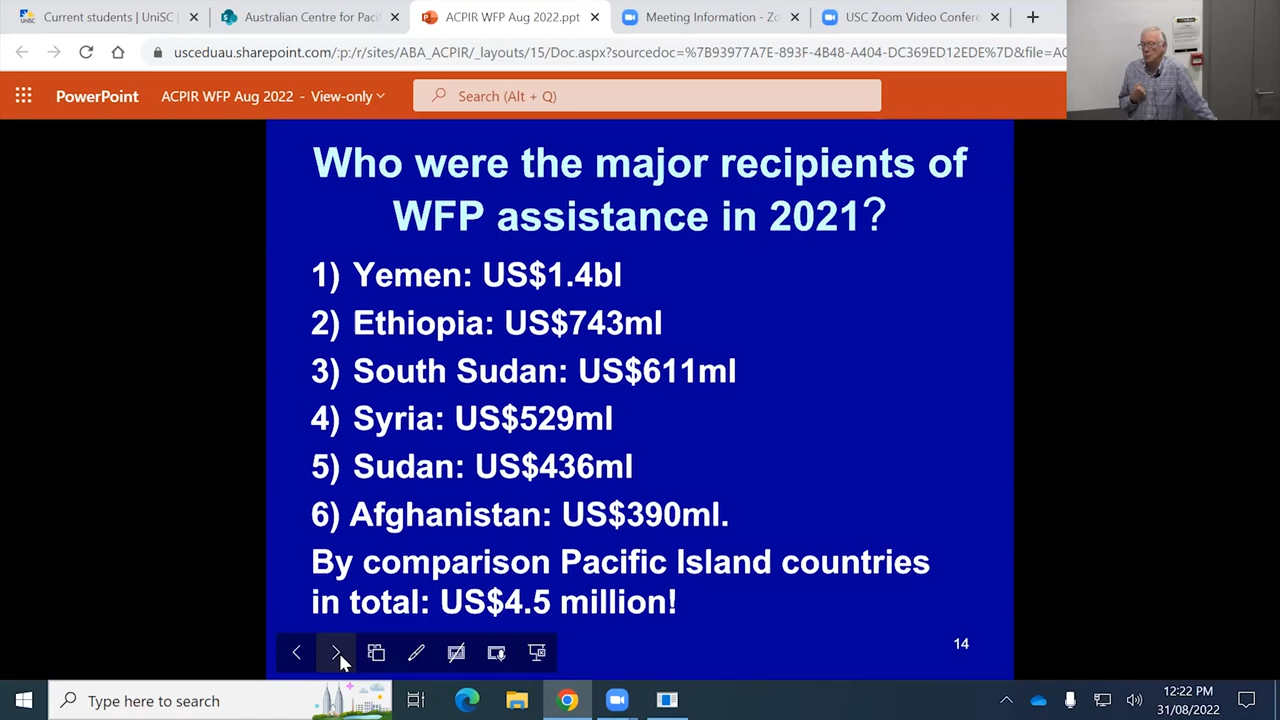 Current students | UniSC |
Australian Centre for Pacif
ACPIR WFP Aug 2022.ppt
Meeting Information - Zo
USC Zoom Video Confere
usceduau.sharepoint.com/:p:/r/sites/ABA_ACPIR/_layouts/15/Doc.aspx?sourcedoc=%7B93977A7E-893F-4B48-A404-DC369ED12EDE%7D&file=AC
PowerPoint
ACPIR WFP Aug 2022 - View-only
Search (Alt + Q)
Who were the major recipients of
WFP assistance in 2021?
1) Yemen: US$1.4bl
2) Ethiopia: US$743ml
3) South Sudan: US$611ml
4) Syria: US$529ml
5) Sudan: US$436ml
6) Afghanistan: US$390ml.
By comparison Pacific Island countries
in total: US$4.5 million!
14
Type here to search
12:22 PM
31/08/2022